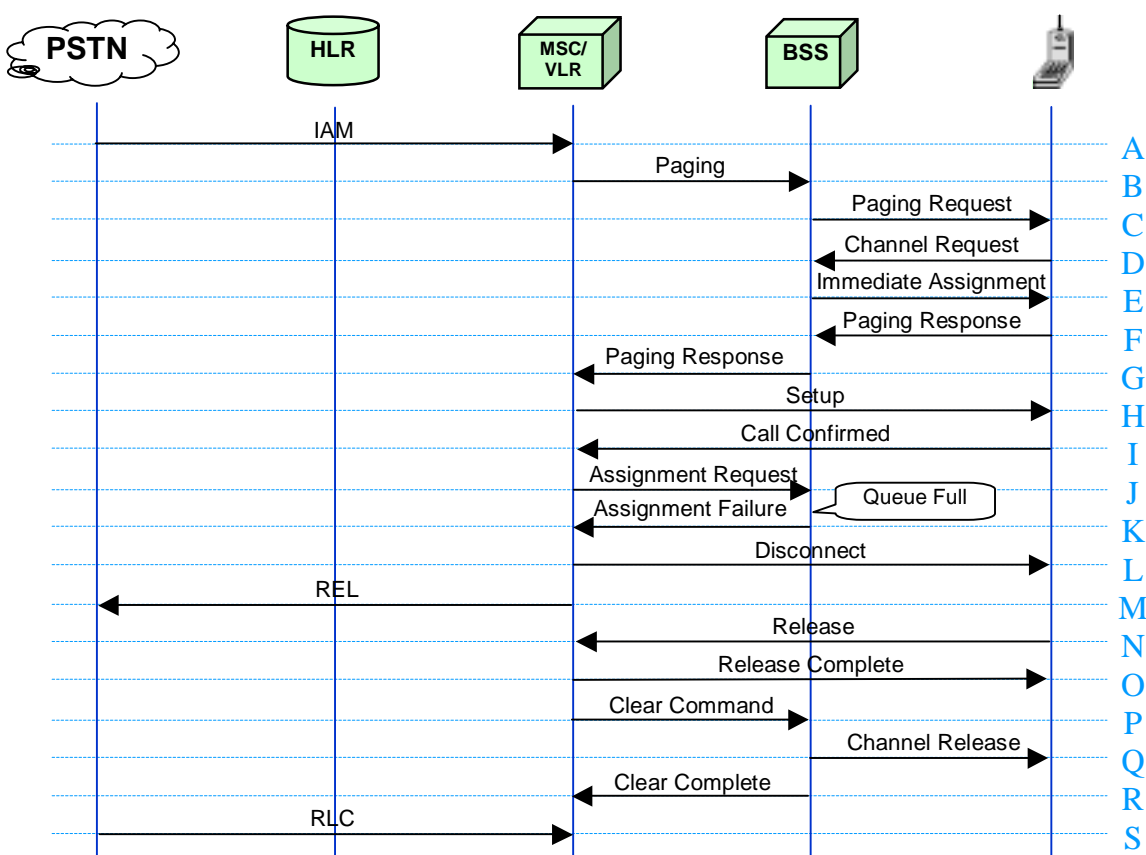 PSTN
HLR
MSC/
VLR
BSS
IAM
A
Paging
B
Paging Request
C
Channel Request
D
Immediate Assignment
E
Paging Response
F
Paging Response
G
Setup
H
Call Confirmed
I
Assignment Request
J
Queue Full
Assignment Failure
K
Disconnect
L
REL
M
Release
N
Release Complete
O
Clear Command
P
Channel Release
Q
Clear Complete
R
RLC
S